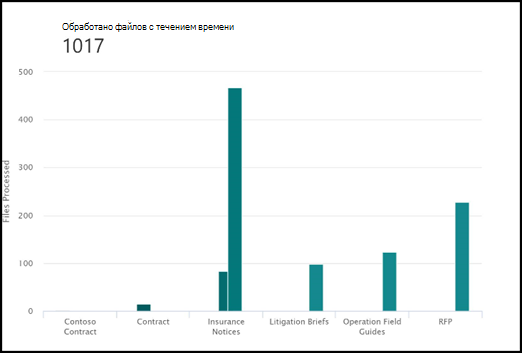 Обработано файлов с течением времени
1017
500
400
300
200
100
0
Files Processed
Contoso
Contract
Contract
Insurance
Notices
Litigation Briefs
Operation Field
Guides
RFP